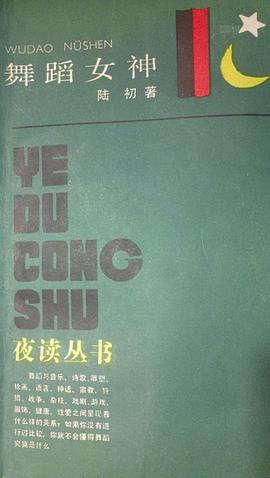 WUDAO NÜSHEN
舞蹈女神
陆 初著
YE
DU
CONG
SHU
夜读丛书
舞蹈与音乐、诗歌、雕塑、
绘画、语言、神话、宗教、狩
猎、战争、杂技、戏剧、游戏、
服饰、健康、性爱之间呈现着
什么样的关系？如果你没有进
行过比较，你就不会懂得舞蹈
究竟是什么